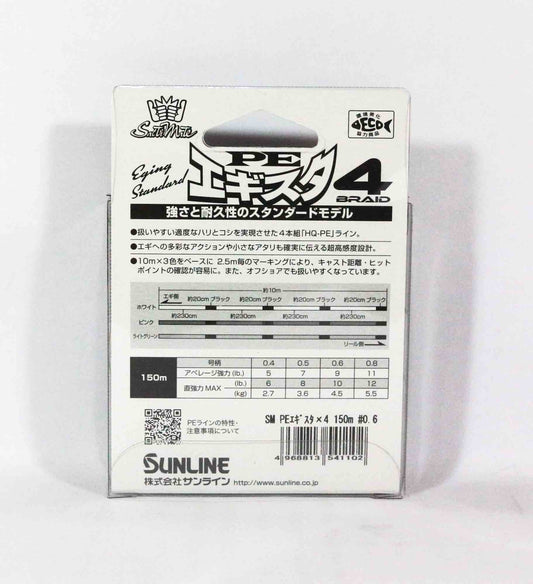 SaltiMate
環境美化
ECO
協力商品
Eging
Standard
PE
エギスタ4
BRAID
強さと耐久性のスタンダードモデル
●扱いやすい適度なハリとコシを実現させた4本組「HQ-PE」ライン。
●エギへの多彩なアクションや小さなアタリも確実に伝える超高感度設計。
●10m×3色をベースに 2.5m毎のマーキングにより、キャスト距離・ヒット
ポイントの確認が容易に。また、オフショアでも扱いやすくなっています。
約10m
エギ側 約20cm ブラック 約20cm ブラック 約20cm ブラック 約20cm ブラック
ホワイト
約230cm 約230cm 約230cm 約230cm
ピンク
ライトグリーン リール側
150m
号柄 0.4 0.5 0.6 0.8
アベレージ強力(lb.) 5 7 9 11
直強力 MAX (lb.) 6 8 10 12
(kg) 2.7 3.6 4.5 5.5
PEラインの特性・
注意事項について
SM PEエギスタ×4 150m #0.6
4 968813 541102
SUNLINE
株式会社サンライン http://www.sunline.co.jp